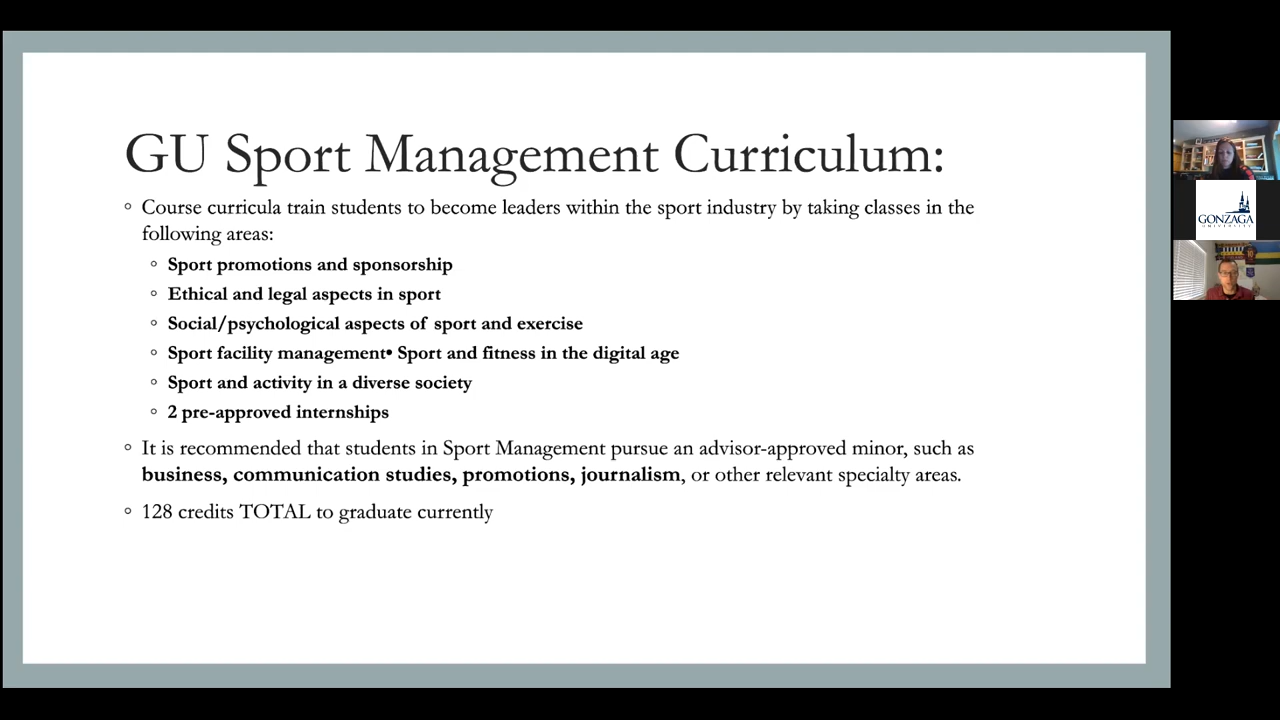 GU Sport Management Curriculum:
Course curricula train students to become leaders within the sport industry by taking classes in the
following areas:
Sport promotions and sponsorship
Ethical and legal aspects in sport
Social/psychological aspects of sport and exercise
Sport facility management• Sport and fitness in the digital age
Sport and activity in a diverse society
2 pre-approved internships
It is recommended that students in Sport Management pursue an advisor-approved minor, such as
business, communication studies, promotions, journalism, or other relevant specialty areas.
128 credits TOTAL to graduate currently
GONZAGA
UNIVERSITY